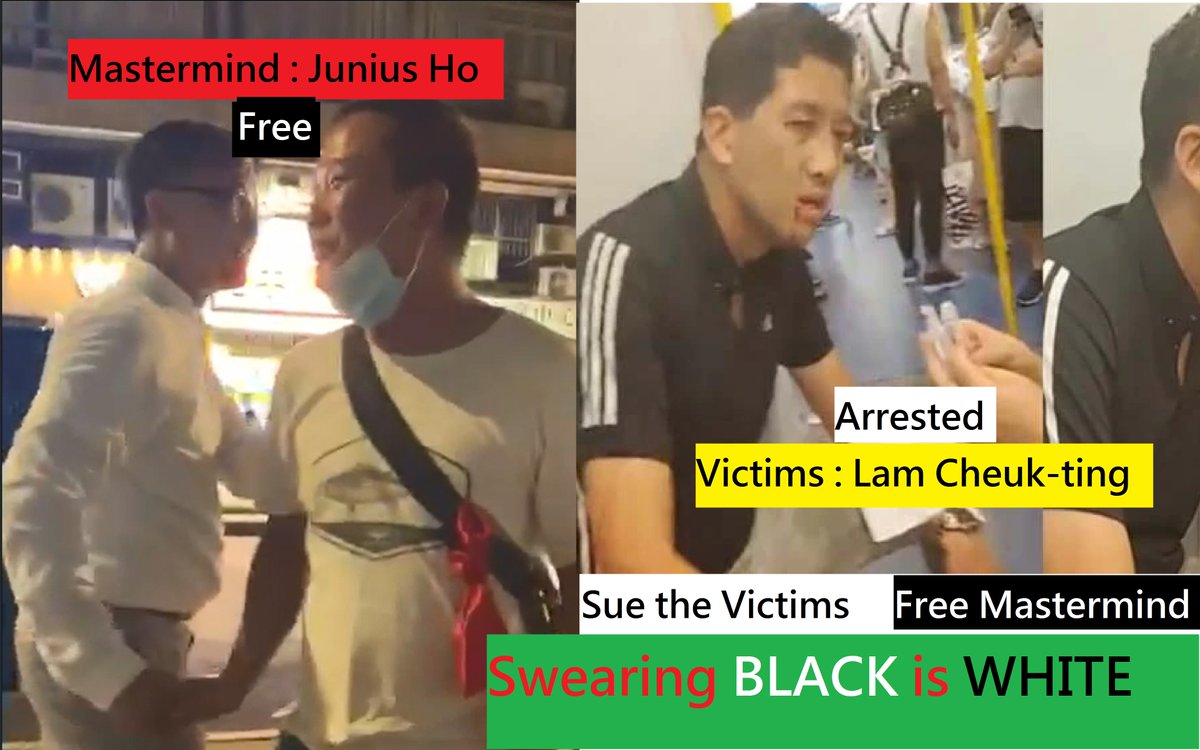 Mastermind : Junius Ho
Free
Arrested
Victims : Lam Cheuk-ting
Sue the Victims
Free Mastermind
Swearing BLACK is WHITE